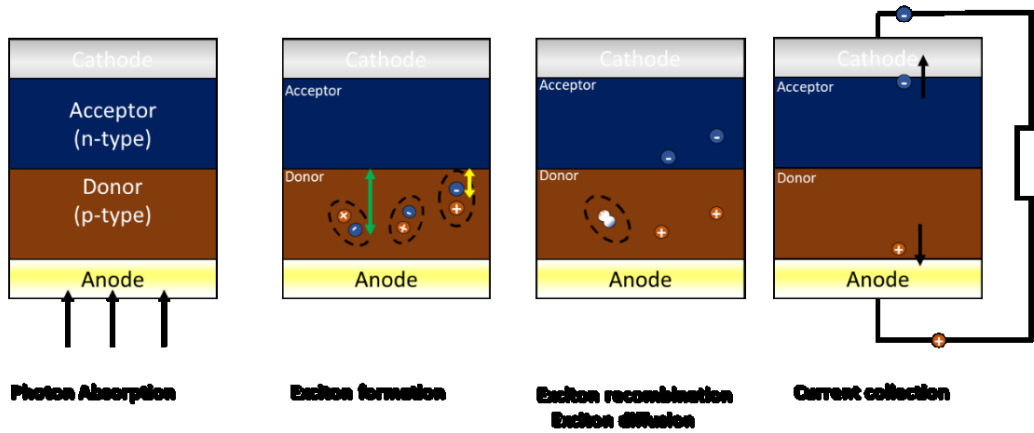 Cathode
Acceptor
(n-type)
Donor
(p-type)
Anode
Photon Absorption
Cathode
Acceptor
Donor
Anode
Exciton formation
Cathode
Acceptor
Donor
Anode
Exciton recombination
Exciton diffusion
Cathode
Acceptor
Donor
Anode
Current collection